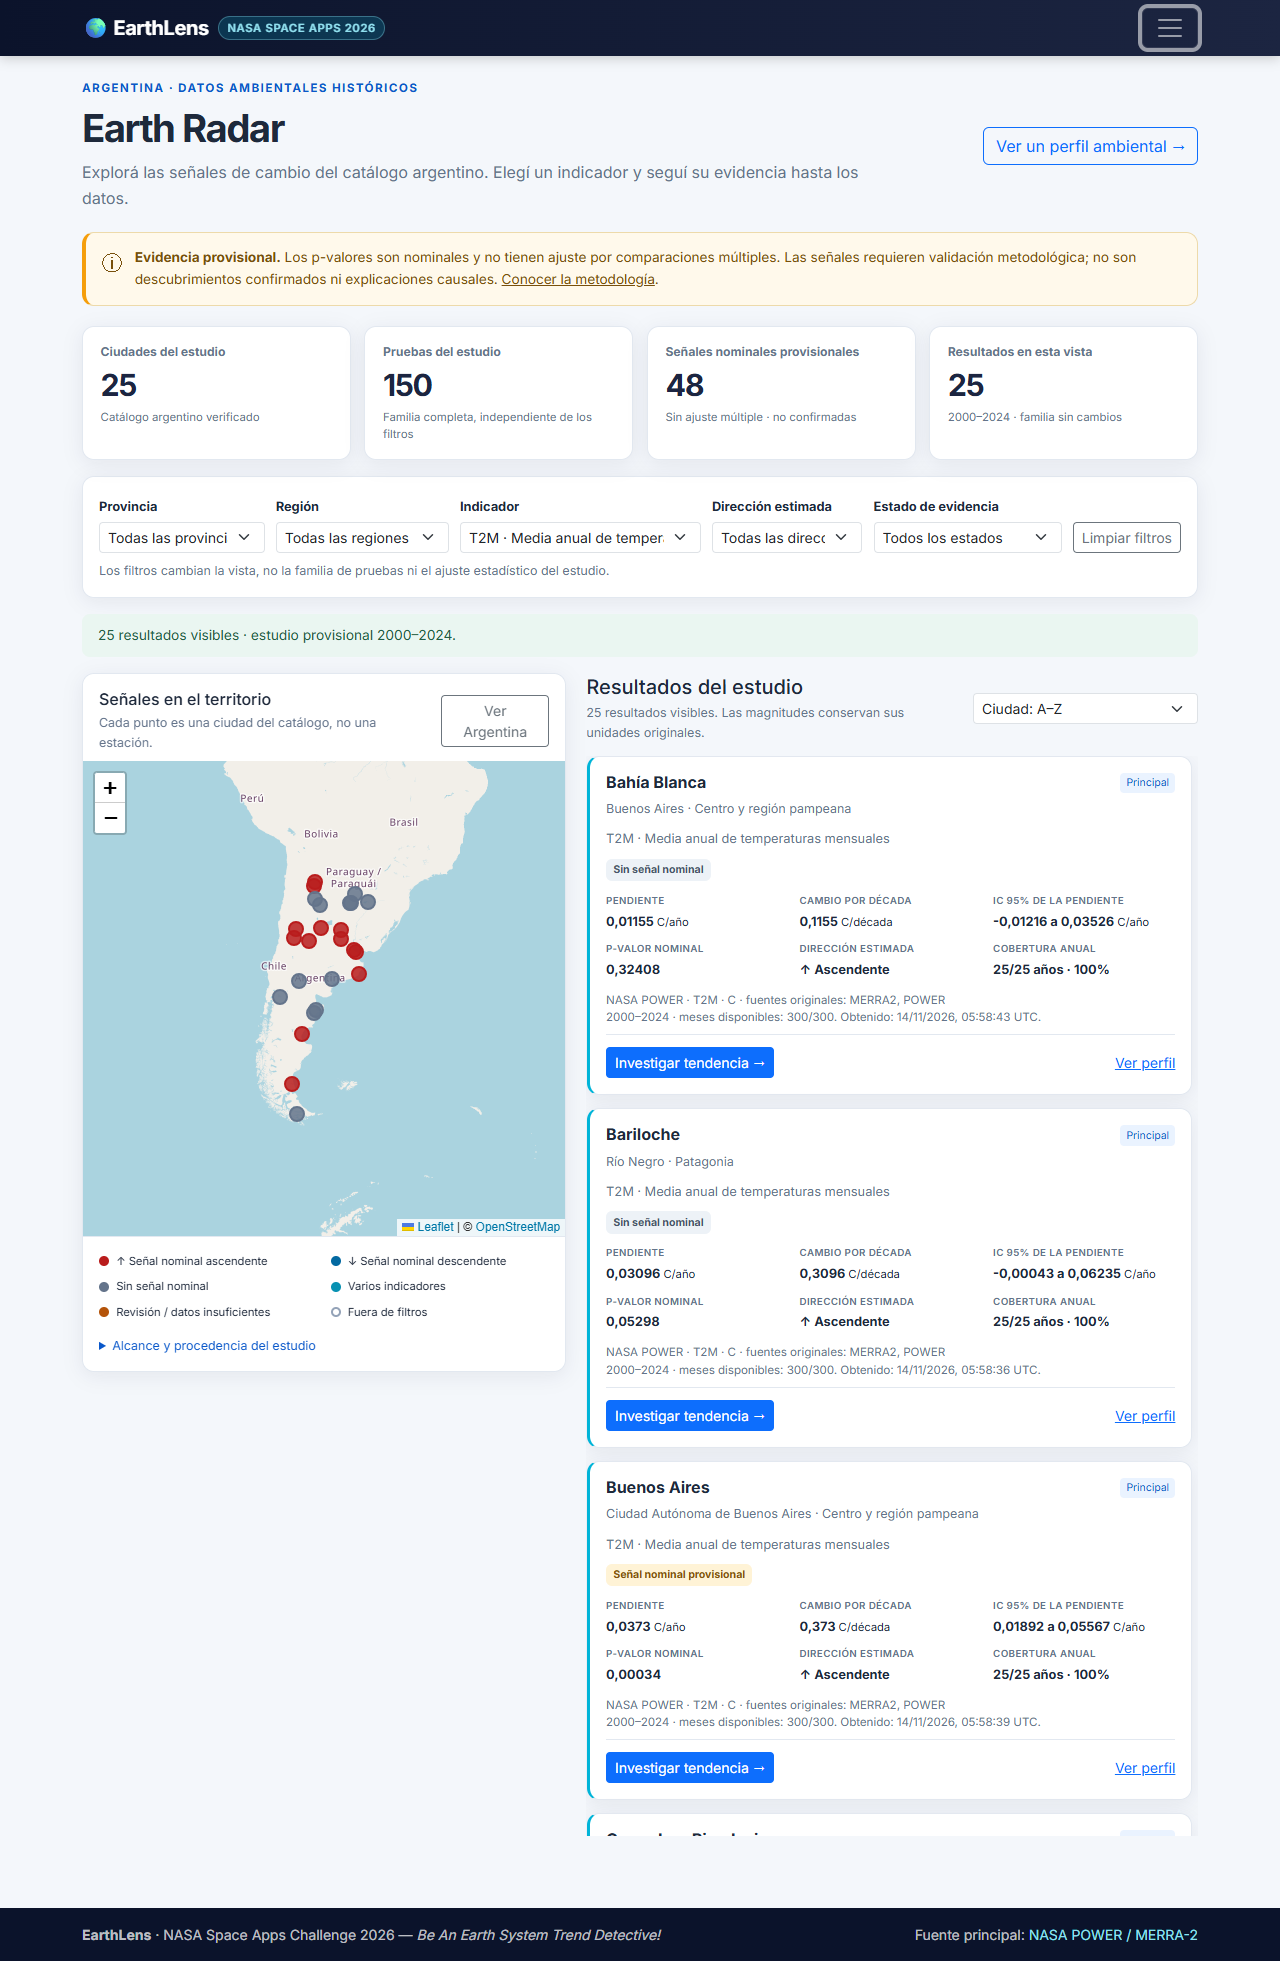 EarthLens NASA SPACE APPS 2026
ARGENTINA · DATOS AMBIENTALES HISTÓRICOS
Earth Radar
Ver un perfil ambiental →
Explorá las señales de cambio del catálogo argentino. Elegí un indicador y seguí su evidencia hasta los
datos.
Evidencia provisional. Los p-valores son nominales y no tienen ajuste por comparaciones múltiples. Las señales requieren validación metodológica; no son
descubrimientos confirmados ni explicaciones causales. Conocer la metodología.
Ciudades del estudio
25
Catálogo argentino verificado
Pruebas del estudio
150
Familia completa, independiente de los
filtros
Señales nominales provisionales
48
Sin ajuste múltiple · no confirmadas
Resultados en esta vista
25
2000–2024 · familia sin cambios
Provincia
Todas las provinci
Región
Todas las regiones
Indicador
T2M · Media anual de temper
Dirección estimada
Todas las direcc
Estado de evidencia
Todos los estados
Limpiar filtros
Los filtros cambian la vista, no la familia de pruebas ni el ajuste estadístico del estudio.
25 resultados visibles · estudio provisional 2000–2024.
Señales en el territorio
Cada punto es una ciudad del catálogo, no una
estación.
Ver
Argentina
+
−
Perú
Brasil
Bolivia
Paraguay /
Paraguái
Chile
Argentina
Leaflet | © OpenStreetMap
↑ Señal nominal ascendente
↓ Señal nominal descendente
Sin señal nominal
Varios indicadores
Revisión / datos insuficientes
Fuera de filtros
Alcance y procedencia del estudio
Resultados del estudio
25 resultados visibles. Las magnitudes conservan sus
unidades originales.
Ciudad: A–Z
Bahía Blanca
Principal
Buenos Aires · Centro y región pampeana
T2M · Media anual de temperaturas mensuales
Sin señal nominal
PENDIENTE CAMBIO POR DÉCADA IC 95% DE LA PENDIENTE
0,01155 C/año 0,1155 C/década -0,01216 a 0,03526 C/año
P-VALOR NOMINAL DIRECCIÓN ESTIMADA COBERTURA ANUAL
0,32408 ↑ Ascendente 25/25 años · 100%
NASA POWER · T2M · C · fuentes originales: MERRA2, POWER
2000–2024 · meses disponibles: 300/300. Obtenido: 14/11/2026, 05:58:43 UTC.
Investigar tendencia → Ver perfil
Bariloche
Principal
Río Negro · Patagonia
T2M · Media anual de temperaturas mensuales
Sin señal nominal
PENDIENTE CAMBIO POR DÉCADA IC 95% DE LA PENDIENTE
0,03096 C/año 0,3096 C/década -0,00043 a 0,06235 C/año
P-VALOR NOMINAL DIRECCIÓN ESTIMADA COBERTURA ANUAL
0,05298 ↑ Ascendente 25/25 años · 100%
NASA POWER · T2M · C · fuentes originales: MERRA2, POWER
2000–2024 · meses disponibles: 300/300. Obtenido: 14/11/2026, 05:58:36 UTC.
Investigar tendencia → Ver perfil
Buenos Aires
Principal
Ciudad Autónoma de Buenos Aires · Centro y región pampeana
T2M · Media anual de temperaturas mensuales
Señal nominal provisional
PENDIENTE CAMBIO POR DÉCADA IC 95% DE LA PENDIENTE
0,0373 C/año 0,373 C/década 0,01892 a 0,05567 C/año
P-VALOR NOMINAL DIRECCIÓN ESTIMADA COBERTURA ANUAL
0,00034 ↑ Ascendente 25/25 años · 100%
NASA POWER · T2M · C · fuentes originales: MERRA2, POWER
2000–2024 · meses disponibles: 300/300. Obtenido: 14/11/2026, 05:58:39 UTC.
Investigar tendencia → Ver perfil
EarthLens · NASA Space Apps Challenge 2026 — Be An Earth System Trend Detective!
Fuente principal: NASA POWER / MERRA-2